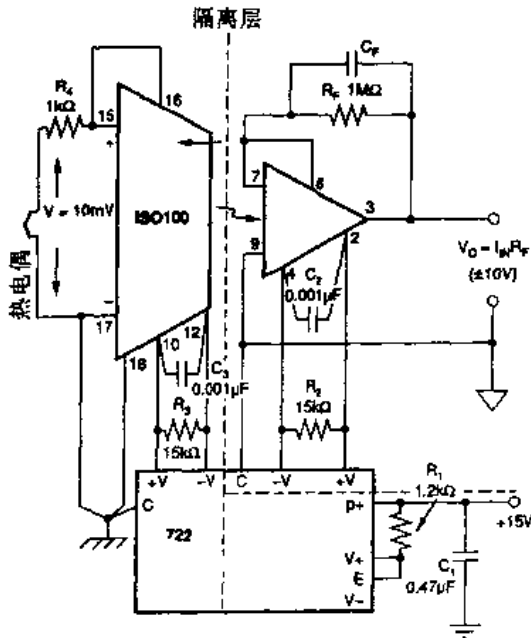 隔离层
C_F
R_F 1MΩ
R_4
1kΩ
15
16
+
V = 10mV
ISO100
热电偶
−
17
18
10
12
C_3
0.001μF
R_3
15kΩ
7
6
3
9
2
4
C_2
0.001μF
V_O = I_IN R_F
(±10V)
R_2
15kΩ
+V
−V
C
−V
+V
C
722
P+
V+
E
V−
R_1
1.2kΩ
+15V
C_1
0.47μF